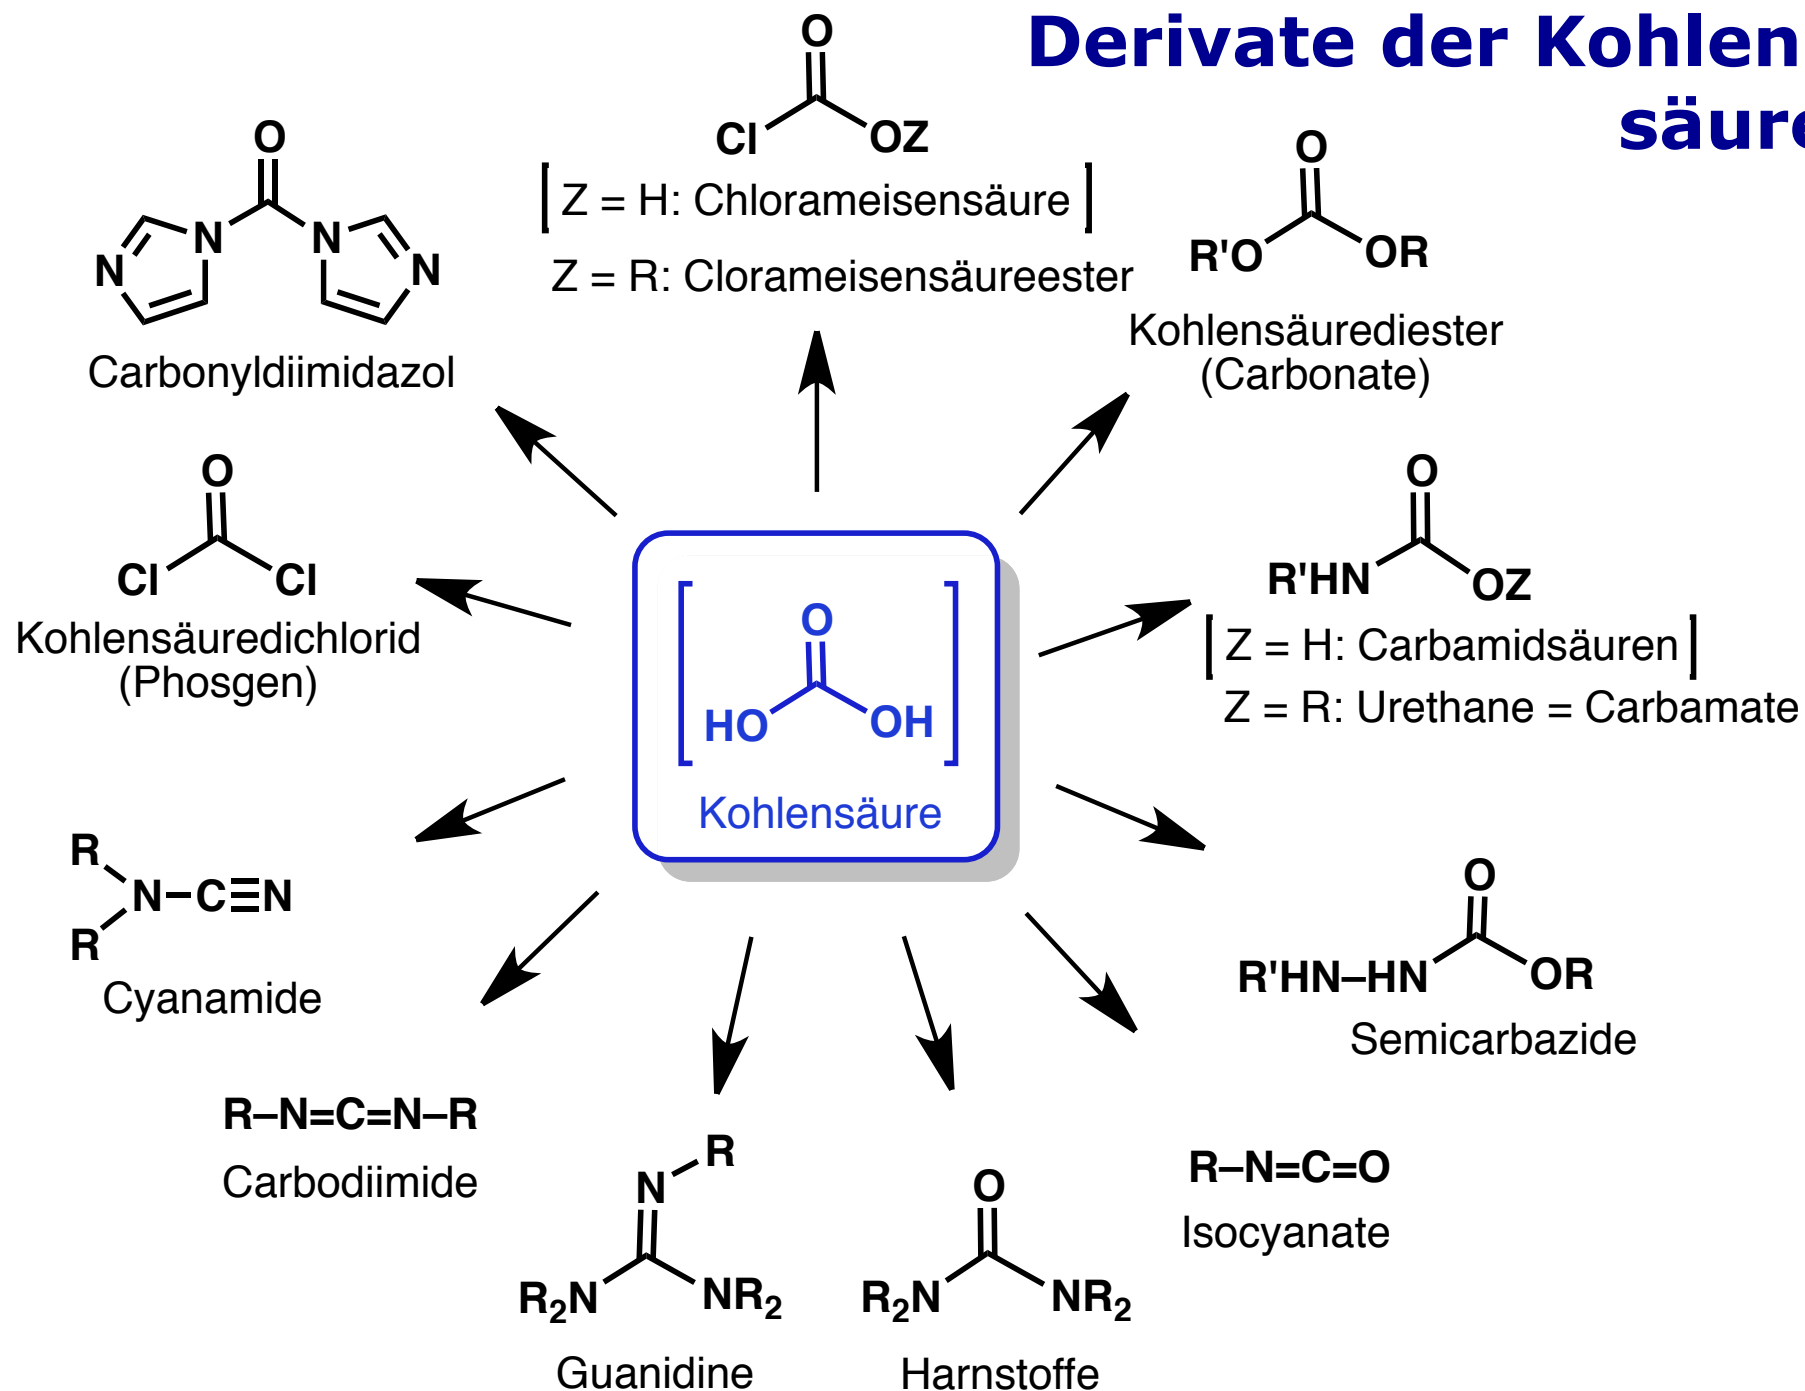 Derivate der Kohlen
säure
O
Cl OZ
[ Z = H: Chlorameisensäure ]
Z = R: Clorameisensäureester
O
N N
N N
Carbonyldiimidazol
O
R'O OR
Kohlensäurediester
(Carbonate)
O
Cl Cl
Kohlensäuredichlorid
(Phosgen)
O
R'HN OZ
[ Z = H: Carbamidsäuren ]
Z = R: Urethane = Carbamate
O
HO OH
Kohlensäure
R
N–C≡N
R
Cyanamide
O
R'HN–HN OR
Semicarbazide
R–N=C=N–R
Carbodiimide
R
N
R₂N NR₂
Guanidine
O
R₂N NR₂
Harnstoffe
R–N=C=O
Isocyanate